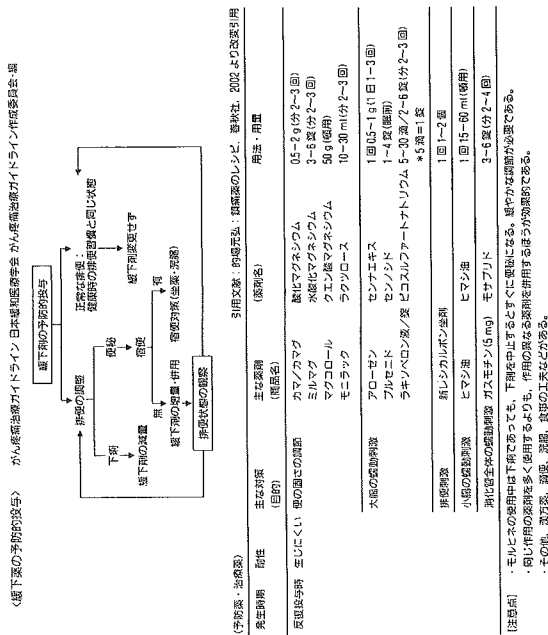 〈緩下薬の予防的投与〉 がん疼痛治療ガイドライン 日本緩和医療学会 がん疼痛治療ガイドライン作成委員会・編
緩下剤の予防的投与
排便の調整
正常な排便：
健康時の排便習慣と同じ状態
下痢
便秘
緩下剤の減量
宿便
緩下剤変更せず
無
有
緩下剤の増量・併用
宿便対策(坐薬・浣腸)
排便状態の観察
(予防薬・治療薬) 引用文献：的場元弘：鎮痛薬のレシピ，春秋社，2002 より改変引用
発生時期 耐性 主な対策 主な薬剤 用法・用量
(目的) (商品名) (薬剤名)
反復投与時 生じにくい 便の固さの調節 カマ／カマグ 酸化マグネシウム 0.5－2 g (分 2～3 回)
ミルマグ 水酸化マグネシウム 3－6 錠 (分 2～3 回)
マグコロール クエン酸マグネシウム 50 g (頓用)
モニラック ラクツロース 10－30 ml (分 2～3 回)
大腸の蠕動刺激 アローゼン センナエキス 1 回 0.5～1 g (1 日 1－3 回)
プルセニド センノシド 1～4 錠 (眠前)
ラキソベロン液／錠 ピコスルファートナトリウム 5－30 滴／2～6 錠 (分 2～3 回)
*5 滴＝1 錠
排便刺激 新レシカルボン坐剤 1 回 1～2 個
小腸の蠕動刺激 ヒマシ油 ヒマシ油 1 回 15－60 ml (頓用)
消化管全体の蠕動刺激 ガスモチン (5 mg) モサプリド 3－6 錠 (分 2～4 回)
[注意点] ・モルヒネの使用中は下痢であっても，下剤を中止するとすぐに便秘になる。緩やかな調節が必要である。
・同じ作用の薬剤を多く使用するよりも，作用の異なる薬剤を併用するほうが効果的である。
・その他，漢方薬，摘便，浣腸，食事の工夫などがある。